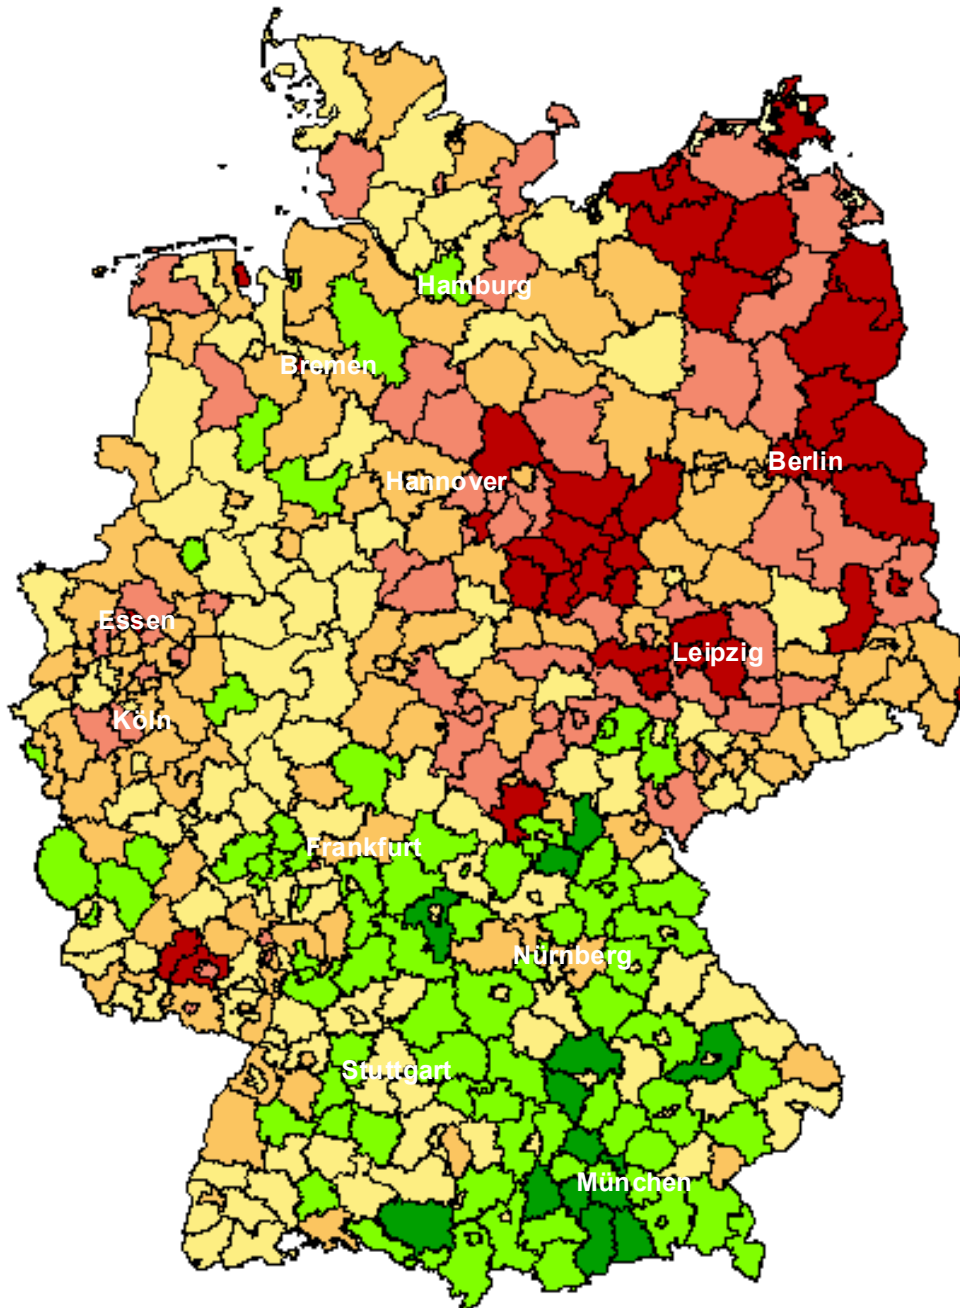 Hamburg
Bremen
Berlin
Hannover
Essen
Leipzig
Köln
Frankfurt
Nürnberg
Stuttgart
München